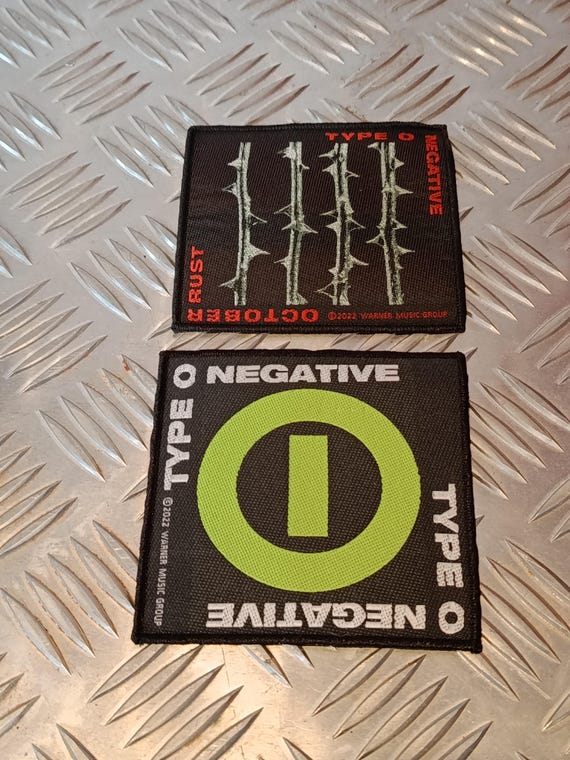 TYPE O
NEGATIVE
OCTOBER
RUST
©2022 WARNER MUSIC GROUP
TYPE O
NEGATIVE
TYPE O
NEGATIVE
©2022 WARNER MUSIC GROUP